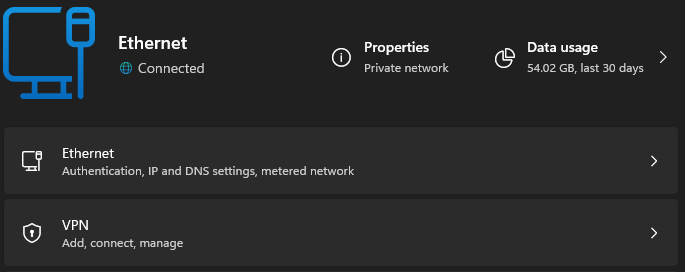 Ethernet
Connected
Properties
Private network
Data usage
54.02 GB, last 30 days
Ethernet
Authentication, IP and DNS settings, metered network
VPN
Add, connect, manage